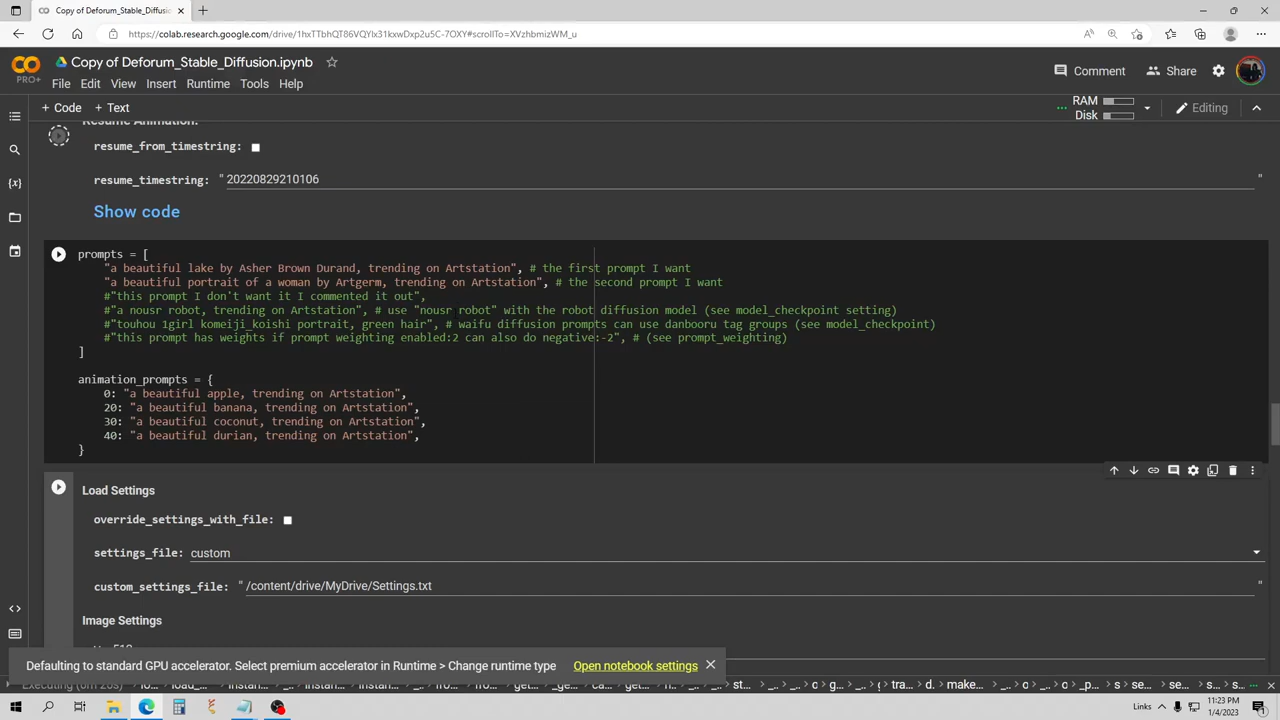 Copy of Deforum_Stable_Diffusion
https://colab.research.google.com/drive/1hxTTbhQT86VQYlx31kxwDxp2uSC-7OXY#scrollTo=XVzhbmizWM_u
CO
PRO+
Copy of Deforum_Stable_Diffusion.ipynb
File Edit View Insert Runtime Tools Help
Comment Share
+ Code + Text
RAM
Disk
Editing
Resume Animation:
resume_from_timestring:
resume_timestring: "20220829210106 "
Show code
prompts = [
"a beautiful lake by Asher Brown Durand, trending on Artstation", # the first prompt I want
"a beautiful portrait of a woman by Artgerm, trending on Artstation", # the second prompt I want
#"this prompt I don't want it I commented it out",
#"a nousr robot, trending on Artstation", # use "nousr robot" with the robot diffusion model (see model_checkpoint setting)
#"touhou 1girl komeiji_koishi portrait, green hair", # waifu diffusion prompts can use danbooru tag groups (see model_checkpoint)
#"this prompt has weights if prompt weighting enabled:2 can also do negative:-2", # (see prompt_weighting)
]
animation_prompts = {
0: "a beautiful apple, trending on Artstation",
20: "a beautiful banana, trending on Artstation",
30: "a beautiful coconut, trending on Artstation",
40: "a beautiful durian, trending on Artstation",
}
Load Settings
override_settings_with_file:
settings_file: custom
custom_settings_file: "/content/drive/MyDrive/Settings.txt "
Image Settings
Defaulting to standard GPU accelerator. Select premium accelerator in Runtime > Change runtime type Open notebook settings
Links
11:23 PM
1/4/2023